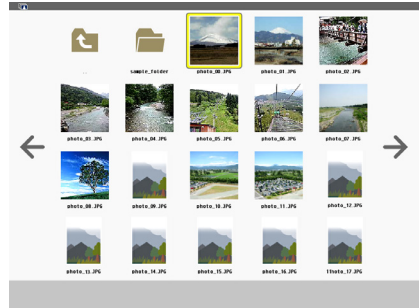 ..
sample_folder
photo_00.JPG
photo_01.JPG
photo_02.JPG
photo_03.JPG
photo_04.JPG
photo_05.JPG
photo_06.JPG
photo_07.JPG
photo_08.JPG
photo_09.JPG
photo_10.JPG
photo_11.JPG
photo_12.JPG
photo_13.JPG
photo_14.JPG
photo_15.JPG
photo_16.JPG